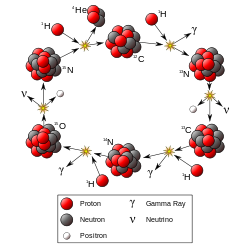 ⁴He
¹H
¹H
γ
¹²C
¹⁵N
¹³N
ν
ν
¹⁵O
¹³C
¹⁴N
γ
γ
¹H
¹H
Proton γ Gamma Ray
Neutron ν Neutrino
Positron